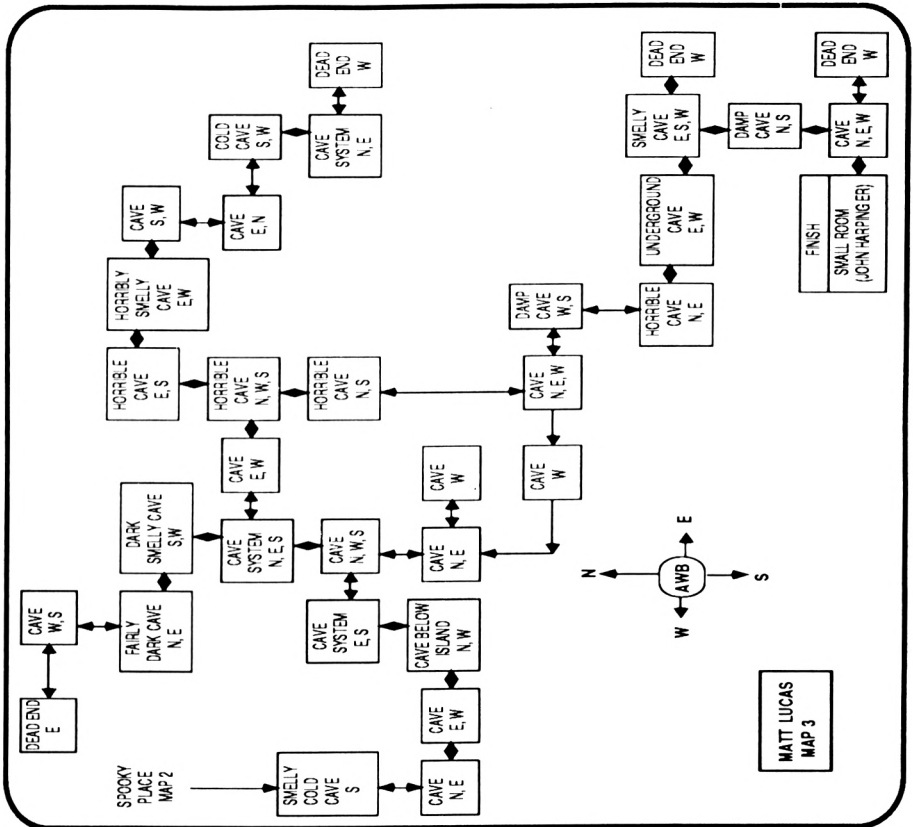 DEAD END
E
CAVE
W, S
FAIRLY
DARK CAVE
N, E
DARK
SMELLY CAVE
S,W
SPOOKY
PLACE
MAP 2
SMELLY
COLD
CAVE
S
CAVE
N, E
CAVE
E, W
CAVE BELOW
ISLAND
N, W
CAVE
SYSTEM
E, S
CAVE
N, W, S
CAVE
SYSTEM
N, E, S
CAVE
E, W
CAVE
N, E
CAVE
W
HORRIBLE
CAVE
E, S
HORRIBLE
CAVE
N, W, S
HORRIBLE
CAVE
N, S
HORRIBLY
SMELLY
CAVE
E,W
CAVE
S, W
CAVE
E, N
COLD
CAVE
S, W
CAVE
SYSTEM
N, E
DEAD
END
W
CAVE
N, E, W
CAVE
W
DAMP
CAVE
W, S
HORRIBLE
CAVE
N, E
UNDERGROUND
CAVE
E, W
SMELLY
CAVE
E, S, W
DEAD
END
W
DAMP
CAVE
N, S
CAVE
N, E, W
DEAD
END
W
FINISH
SMALL ROOM
(JOHN HARPINGER)
N
W
AWB
E
S
MATT LUCAS
MAP 3